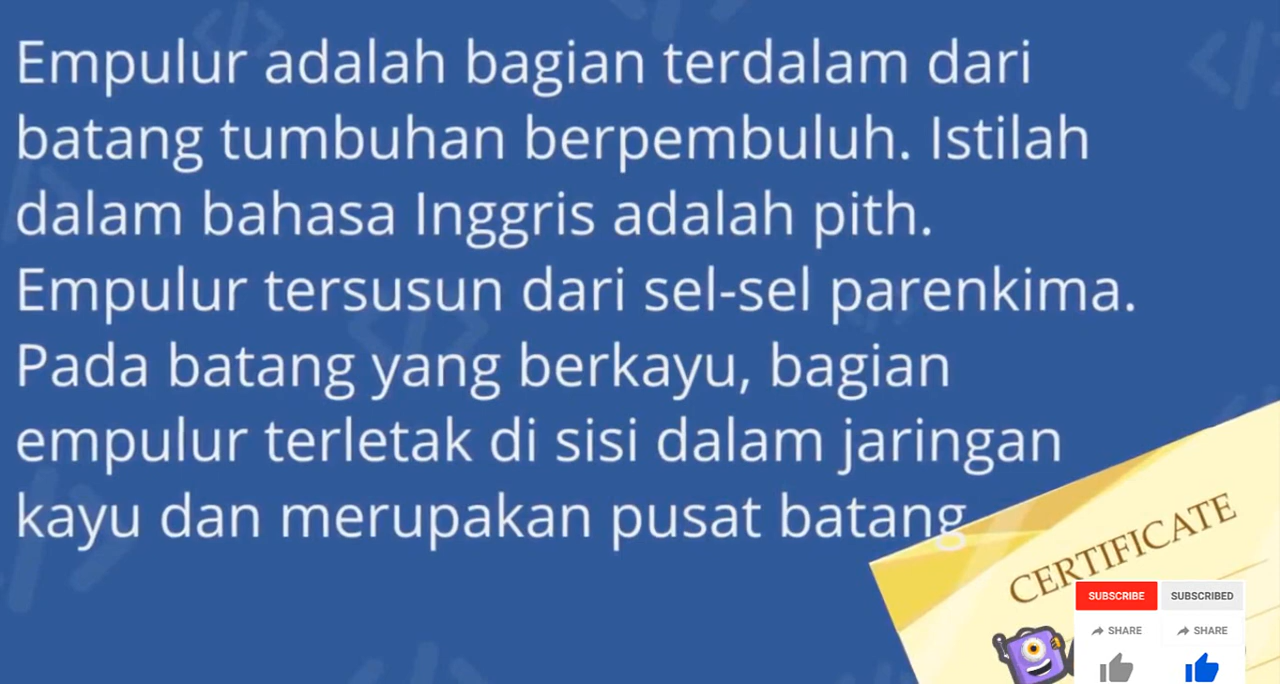 Empulur adalah bagian terdalam dari
batang tumbuhan berpembuluh. Istilah
dalam bahasa Inggris adalah pith.
Empulur tersusun dari sel-sel parenkima.
Pada batang yang berkayu, bagian
empulur terletak di sisi dalam jaringan
kayu dan merupakan pusat batang
CERTIFICATE
SUBSCRIBE SUBSCRIBED
SHARE SHARE